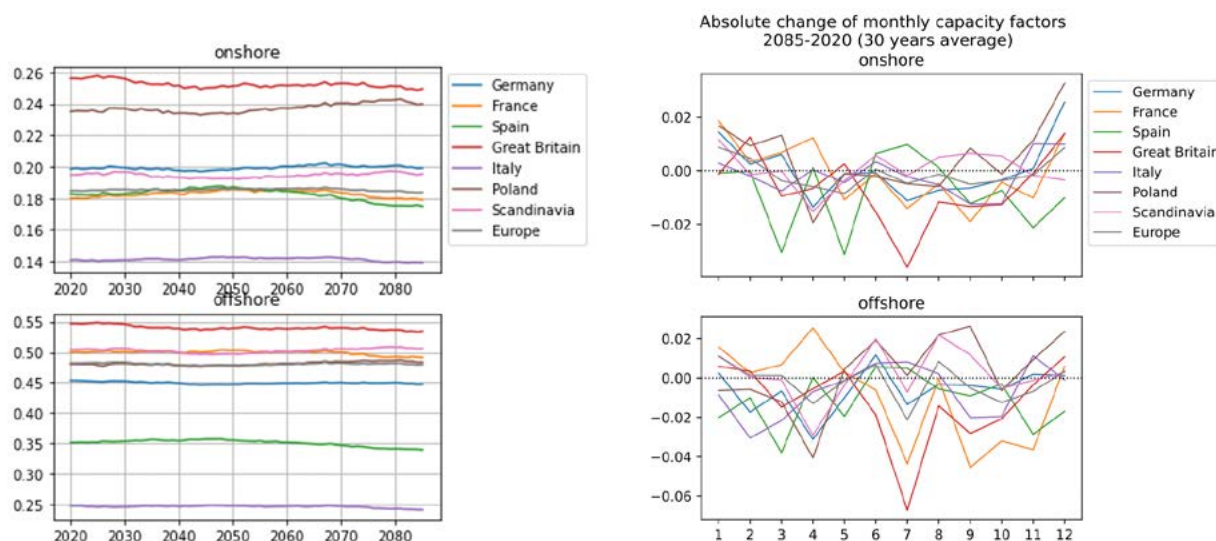 onshore
0.26
0.24
0.22
0.20
0.18
0.16
0.14
2020 2030 2040 2050 2060 2070 2080
Germany
France
Spain
Great Britain
Italy
Poland
Scandinavia
Europe
offshore
0.55
0.50
0.45
0.40
0.35
0.30
0.25
2020 2030 2040 2050 2060 2070 2080
Absolute change of monthly capacity factors
2085-2020 (30 years average)
onshore
0.02
0.00
−0.02
Germany
France
Spain
Great Britain
Italy
Poland
Scandinavia
Europe
offshore
0.02
0.00
−0.02
−0.04
−0.06
1 2 3 4 5 6 7 8 9 10 11 12